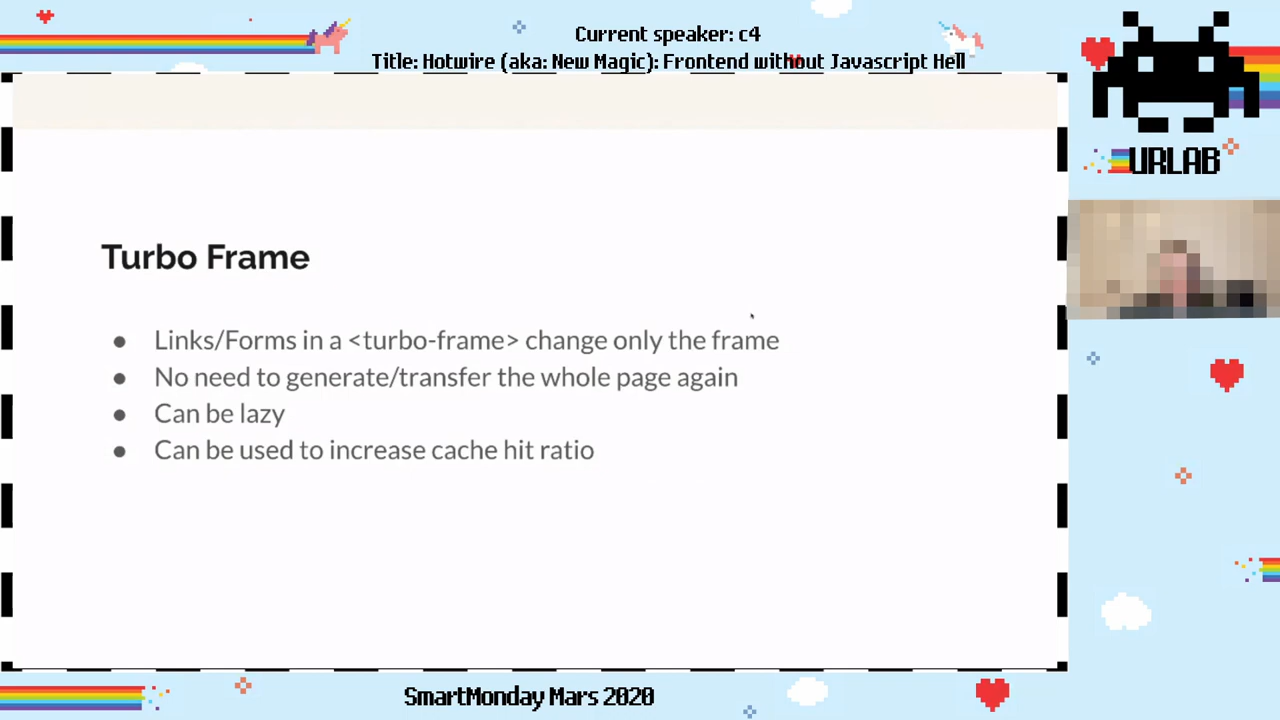 Current speaker: c4
Title: Hotwire (aka: New Magic): Frontend without Javascript Hell
URLAB
Turbo Frame
● Links/Forms in a <turbo-frame> change only the frame
● No need to generate/transfer the whole page again
● Can be lazy
● Can be used to increase cache hit ratio
SmartMonday Mars 2020